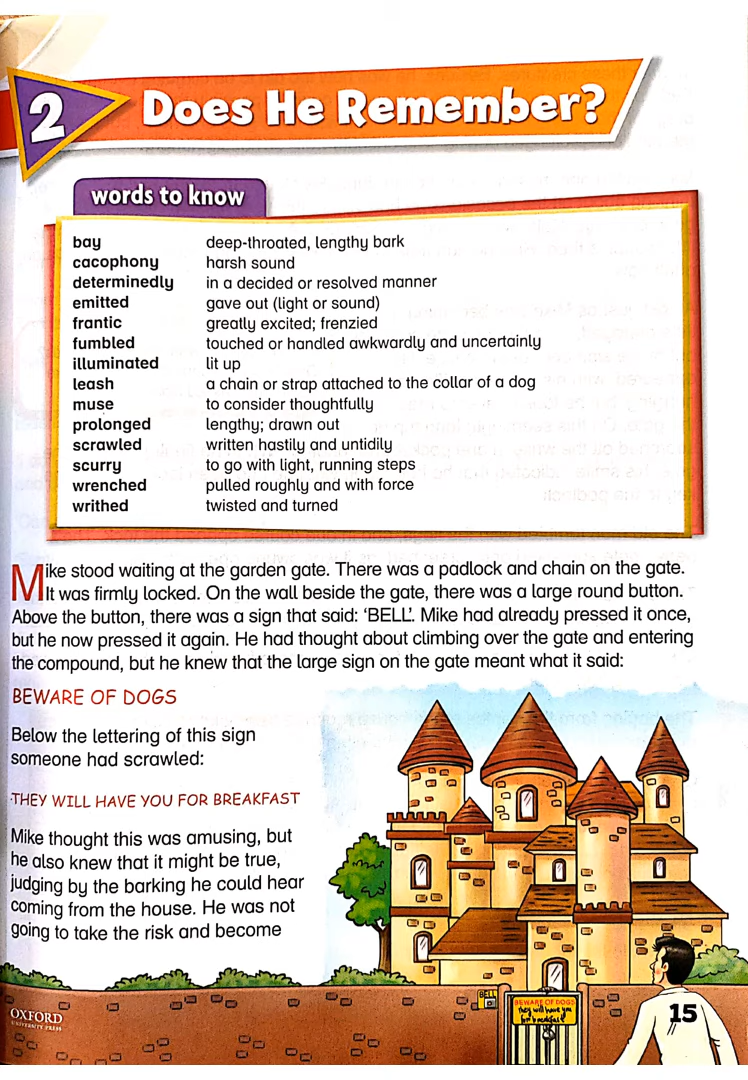 2
Does He Remember?
words to know
bay deep-throated, lengthy bark
cacophony harsh sound
determinedly in a decided or resolved manner
emitted gave out (light or sound)
frantic greatly excited; frenzied
fumbled touched or handled awkwardly and uncertainly
illuminated lit up
leash a chain or strap attached to the collar of a dog
muse to consider thoughtfully
prolonged lengthy; drawn out
scrawled written hastily and untidily
scurry to go with light, running steps
wrenched pulled roughly and with force
writhed twisted and turned
Mike stood waiting at the garden gate. There was a padlock and chain on the gate.
It was firmly locked. On the wall beside the gate, there was a large round button.
Above the button, there was a sign that said: ‘BELL’. Mike had already pressed it once,
but he now pressed it again. He had thought about climbing over the gate and entering
the compound, but he knew that the large sign on the gate meant what it said:
BEWARE OF DOGS
Below the lettering of this sign
someone had scrawled:
THEY WILL HAVE YOU FOR BREAKFAST
Mike thought this was amusing, but
he also knew that it might be true,
judging by the barking he could hear
coming from the house. He was not
going to take the risk and become
BELL
BEWARE OF DOGS
they will have you
for breakfast
OXFORD
UNIVERSITY PRESS
15